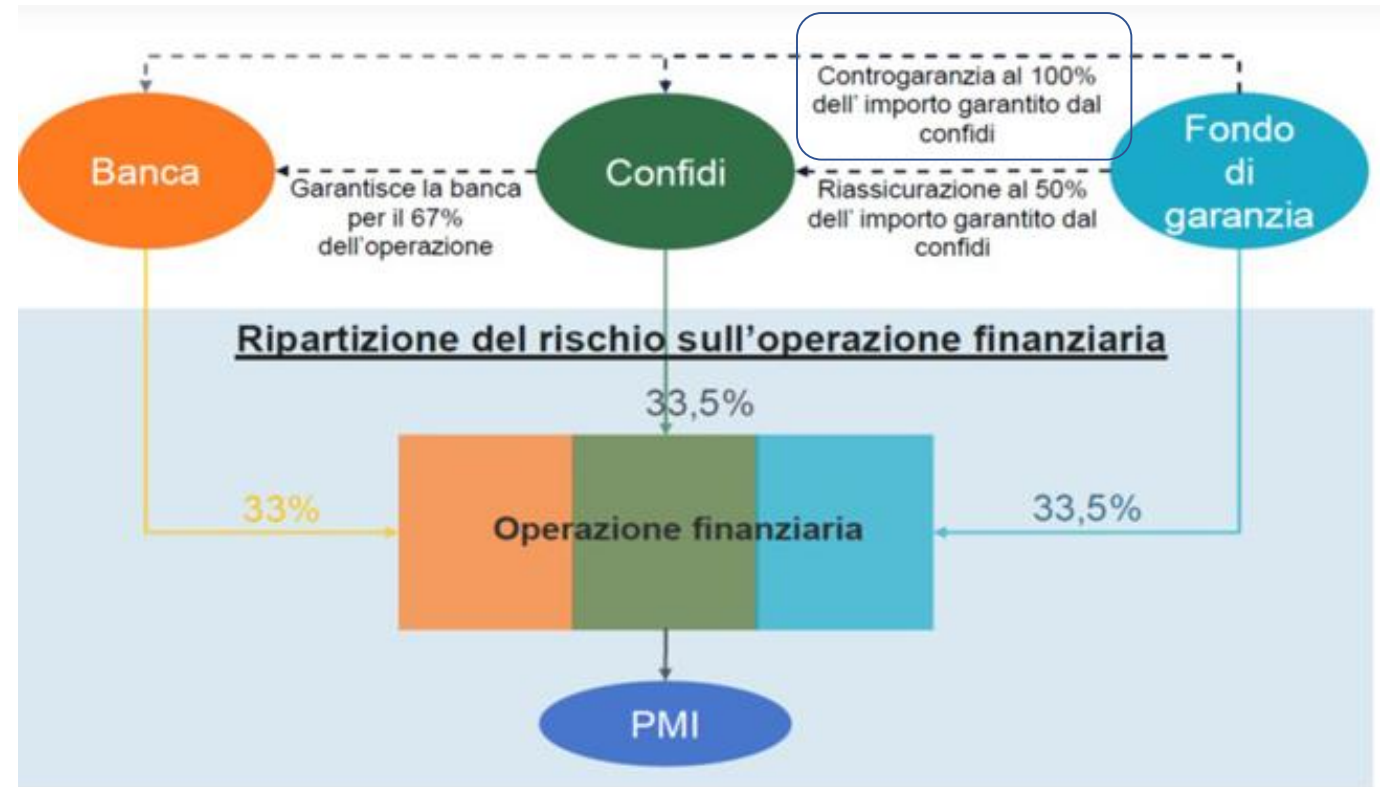 Controgaranzia al 100%
dell' importo garantito dal
confidi
Banca
Confidi
Fondo
di
garanzia
Garantisce la banca
per il 67%
dell'operazione
Riassicurazione al 50%
dell' importo garantito dal
confidi
Ripartizione del rischio sull'operazione finanziaria
33,5%
33%
33,5%
Operazione finanziaria
PMI